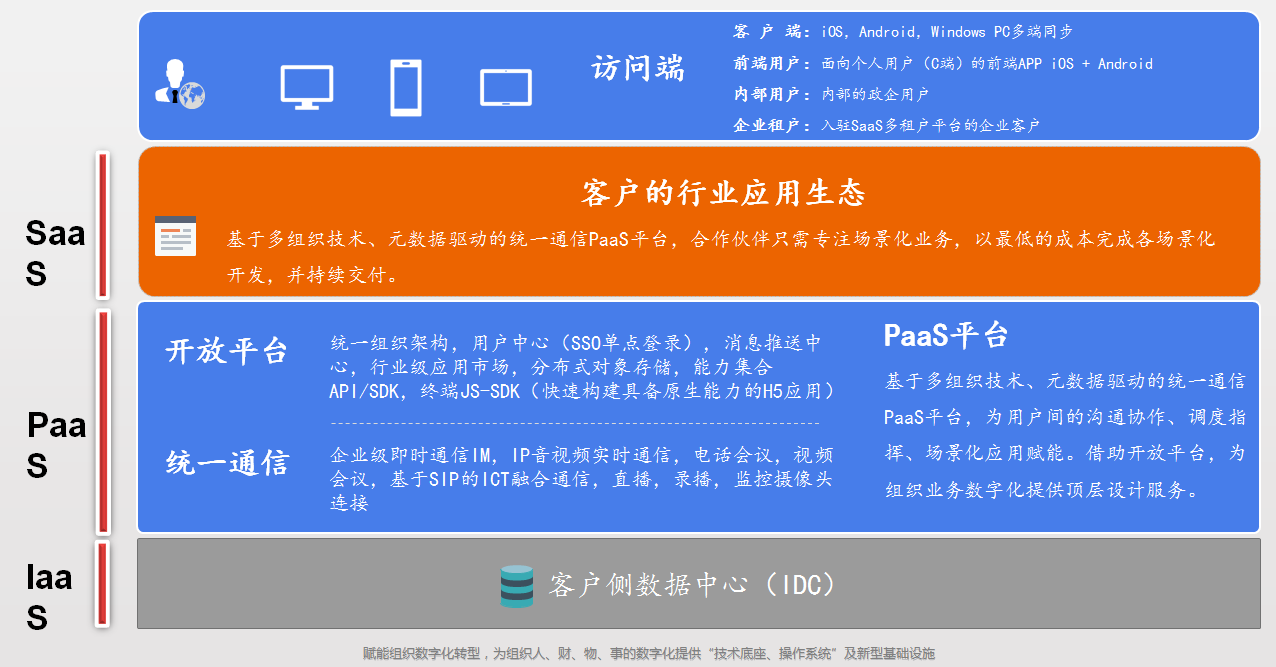 访问端
客 户 端：iOS，Android，Windows PC多端同步
前端用户：面向个人用户（C端）的前端APP iOS + Android
内部用户：内部的政企用户
企业租户：入驻SaaS多租户平台的企业客户
Saa
S
客户的行业应用生态
基于多组织技术、元数据驱动的统一通信PaaS平台，合作伙伴只需专注场景化业务，以最低的成本完成各场景化
开发，并持续交付。
Paa
S
开放平台
统一组织架构，用户中心（SSO单点登录），消息推送中
心，行业级应用市场，分布式对象存储，能力集合
API/SDK，终端JS-SDK（快速构建具备原生能力的H5应用）
统一通信
企业级即时通信IM，IP音视频实时通信，电话会议，视频
会议，基于SIP的ICT融合通信，直播，录播，监控摄像头
连接
PaaS平台
基于多组织技术、元数据驱动的统一通信
PaaS平台，为用户间的沟通协作、调度指
挥、场景化应用赋能。借助开放平台，为
组织业务数字化提供顶层设计服务。
Iaa
S
客户侧数据中心（IDC）
赋能组织数字化转型，为组织人、财、物、事的数字化提供“技术底座、操作系统”及新型基础设施